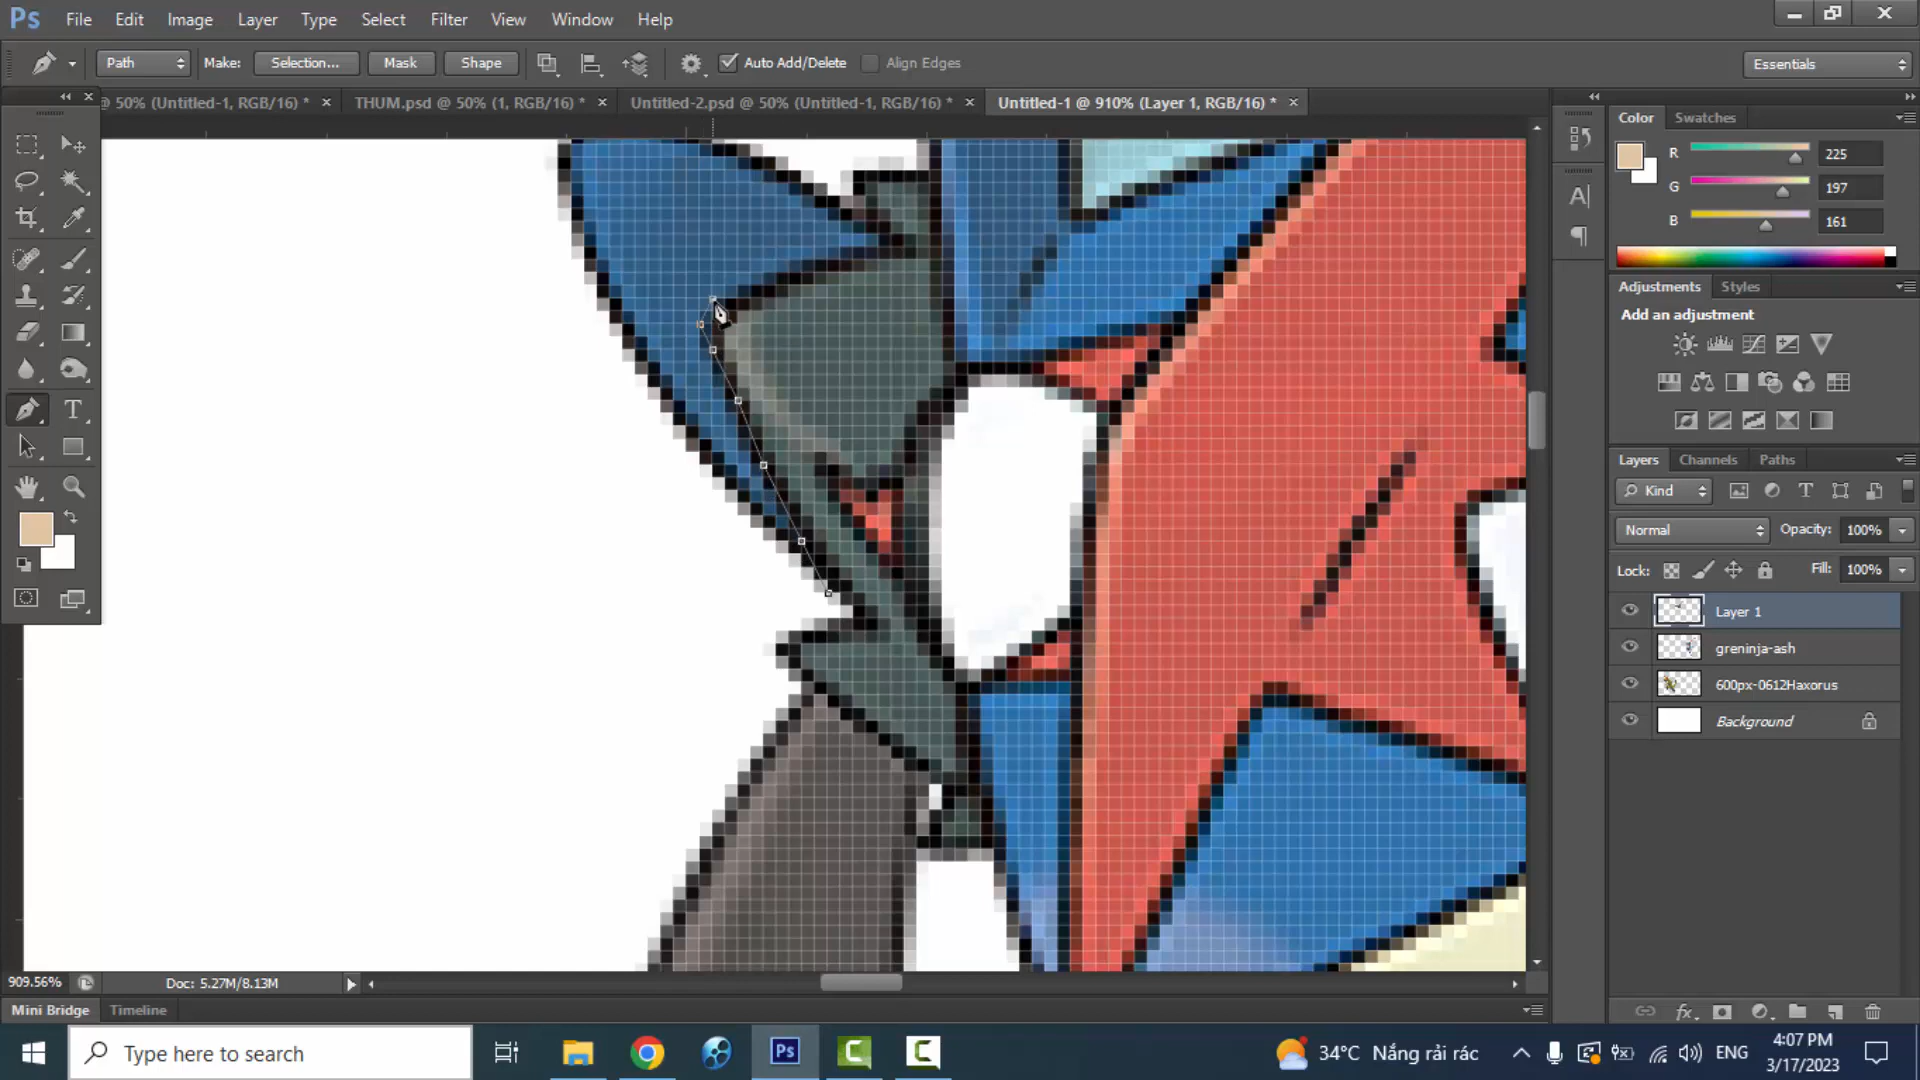 Ps File Edit Image Layer Type Select Filter View Window Help
Path Make: Selection... Mask Shape Auto Add/Delete Align Edges Essentials
@ 50% (Untitled-1, RGB/16) * THUM.psd @ 50% (1, RGB/16) * Untitled-2.psd @ 50% (Untitled-1, RGB/16) * Untitled-1 @ 910% (Layer 1, RGB/16) *
Color Swatches
R 225
G 197
B 161
Adjustments Styles
Add an adjustment
Layers Channels Paths
Kind
Normal Opacity: 100%
Lock: Fill: 100%
Layer 1
greninja-ash
600px-0612Haxorus
Background
909.56% Doc: 5.27M/8.13M
Mini Bridge Timeline
Type here to search
34°C Nắng rải rác ENG
4:07 PM
3/17/2023